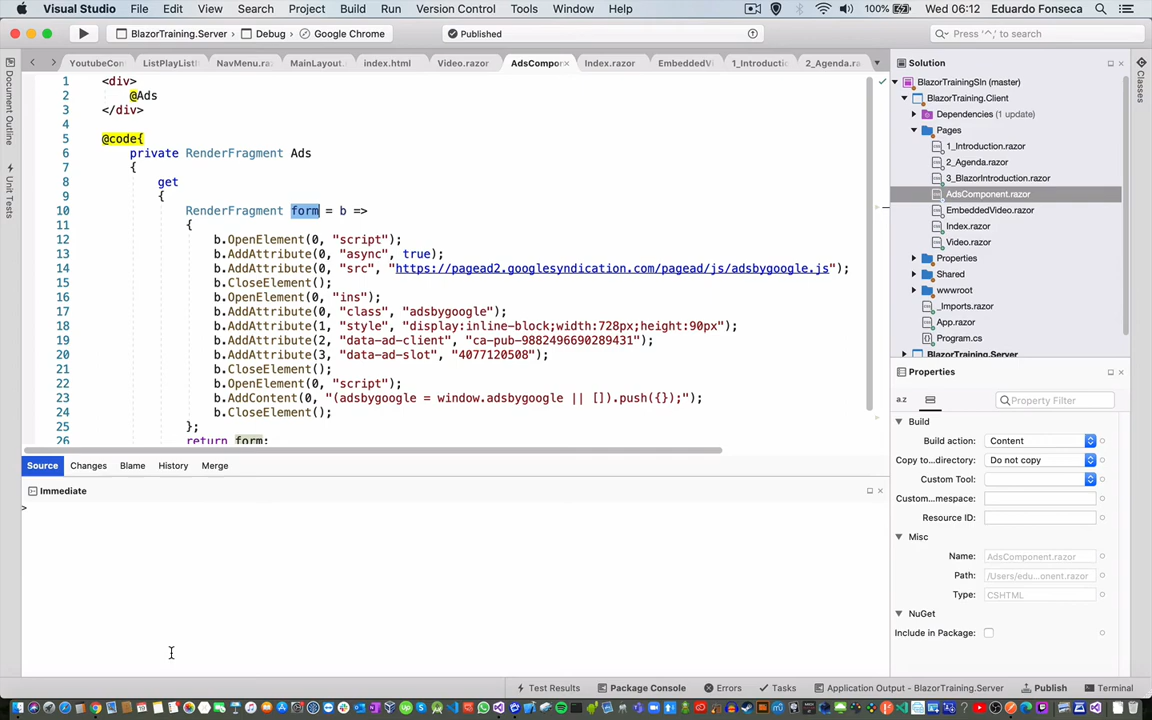 Visual Studio File Edit View Search Project Build Run Version Control Tools Window Help 100% Wed 06:12 Eduardo Fonseca
BlazorTraining.Server > Debug > Google Chrome
Published
Press '^,' to search
YoutubeCon
ListPlayListI
NavMenu.ra
MainLayout.
index.html
Video.razor
AdsCompor
Index.razor
EmbeddedVi
1_Introducti
2_Agenda.ra
Document Outline
Unit Tests
1 <div>
2 @Ads
3 </div>
4
5 @code{
6 private RenderFragment Ads
7 {
8 get
9 {
10 RenderFragment form = b =>
11 {
12 b.OpenElement(0, "script");
13 b.AddAttribute(0, "async", true);
14 b.AddAttribute(0, "src", "https://pagead2.googlesyndication.com/pagead/js/adsbygoogle.js");
15 b.CloseElement();
16 b.OpenElement(0, "ins");
17 b.AddAttribute(0, "class", "adsbygoogle");
18 b.AddAttribute(1, "style", "display:inline-block;width:728px;height:90px");
19 b.AddAttribute(2, "data-ad-client", "ca-pub-9882496690289431");
20 b.AddAttribute(3, "data-ad-slot", "4077120508");
21 b.CloseElement();
22 b.OpenElement(0, "script");
23 b.AddContent(0, "(adsbygoogle = window.adsbygoogle || []).push({});");
24 b.CloseElement();
25 };
26 return form;
Source Changes Blame History Merge
Immediate
>
Solution
BlazorTrainingSln (master)
BlazorTraining.Client
Dependencies (1 update)
Pages
1_Introduction.razor
2_Agenda.razor
3_BlazorIntroduction.razor
AdsComponent.razor
EmbeddedVideo.razor
Index.razor
Video.razor
Properties
Shared
wwwroot
_Imports.razor
App.razor
Program.cs
BlazorTraining.Server
Classes
Properties
a.z
Property Filter
Build
Build action: Content
Copy to...directory: Do not copy
Custom Tool:
Custom...mespace:
Resource ID:
Misc
Name: AdsComponent.razor
Path: /Users/edu...onent.razor
Type: CSHTML
NuGet
Include in Package:
Test Results Package Console Errors Tasks Application Output - BlazorTraining.Server Publish Terminal